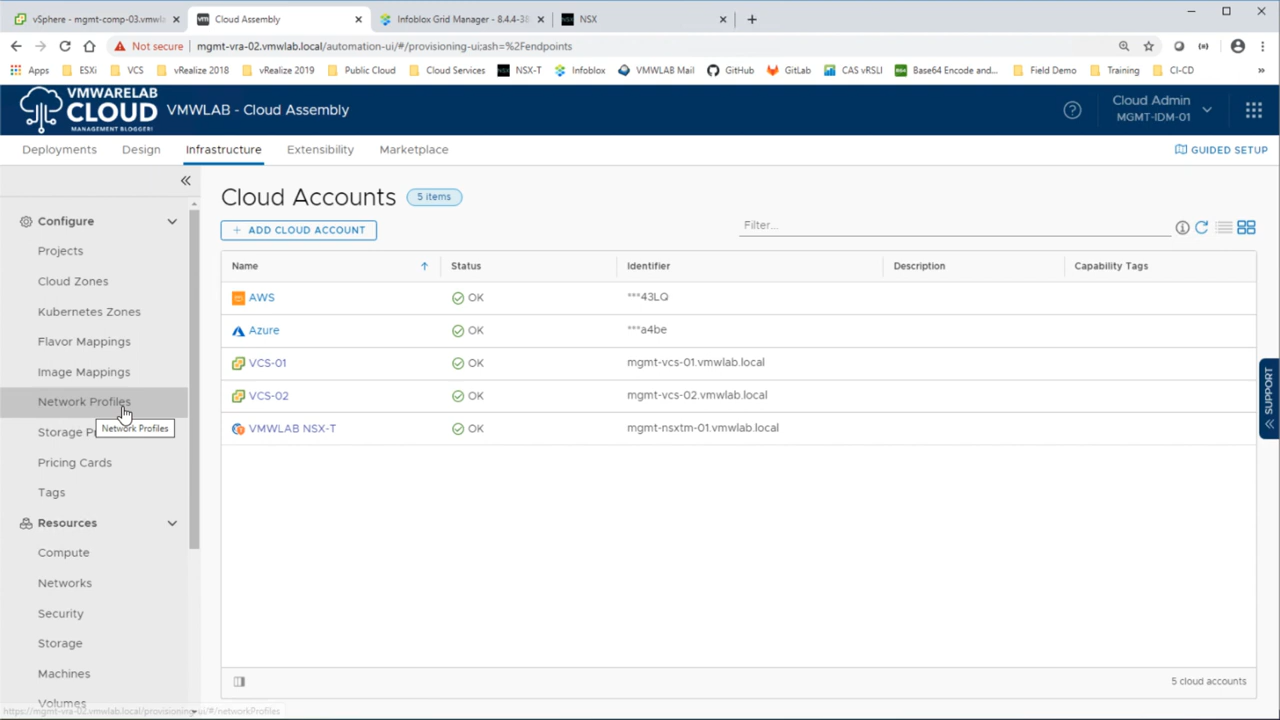 vSphere - mgmt-comp-03.vmwla
Cloud Assembly
Infoblox Grid Manager - 8.4.4-38
NSX
Not secure
mgmt-vra-02.vmwlab.local/automation-ui/#/provisioning-ui;ash=%2Fendpoints
Apps
ESXi
VCS
vRealize 2018
vRealize 2019
Public Cloud
Cloud Services
NSX-T
Infoblox
VMWLAB Mail
GitHub
GitLab
CAS vRSLI
Base64 Encode and...
Field Demo
Training
CI-CD
VMWARELAB
CLOUD
MANAGEMENT BLOGGER!
VMWLAB - Cloud Assembly
Cloud Admin
MGMT-IDM-01
Deployments
Design
Infrastructure
Extensibility
Marketplace
GUIDED SETUP
Configure
Projects
Cloud Zones
Kubernetes Zones
Flavor Mappings
Image Mappings
Network Profiles
Network Profiles
Storage P
Pricing Cards
Tags
Resources
Compute
Networks
Security
Storage
Machines
Volumes
Cloud Accounts
5 items
+ ADD CLOUD ACCOUNT
Filter...
Name Status Identifier Description Capability Tags
AWS OK ***43LQ
Azure OK ***a4be
VCS-01 OK mgmt-vcs-01.vmwlab.local
VCS-02 OK mgmt-vcs-02.vmwlab.local
VMWLAB NSX-T OK mgmt-nsxtm-01.vmwlab.local
5 cloud accounts
SUPPORT
https://mgmt-vra-02.vmwlab.local/provisioning-ui/#/networkProfiles